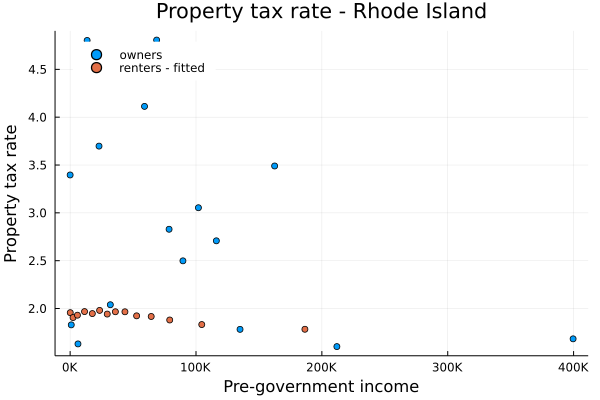 Property tax rate - Rhode Island
owners
renters - fitted
4.5
4.0
3.5
3.0
2.5
2.0
Property tax rate
0K 100K 200K 300K 400K
Pre-government income